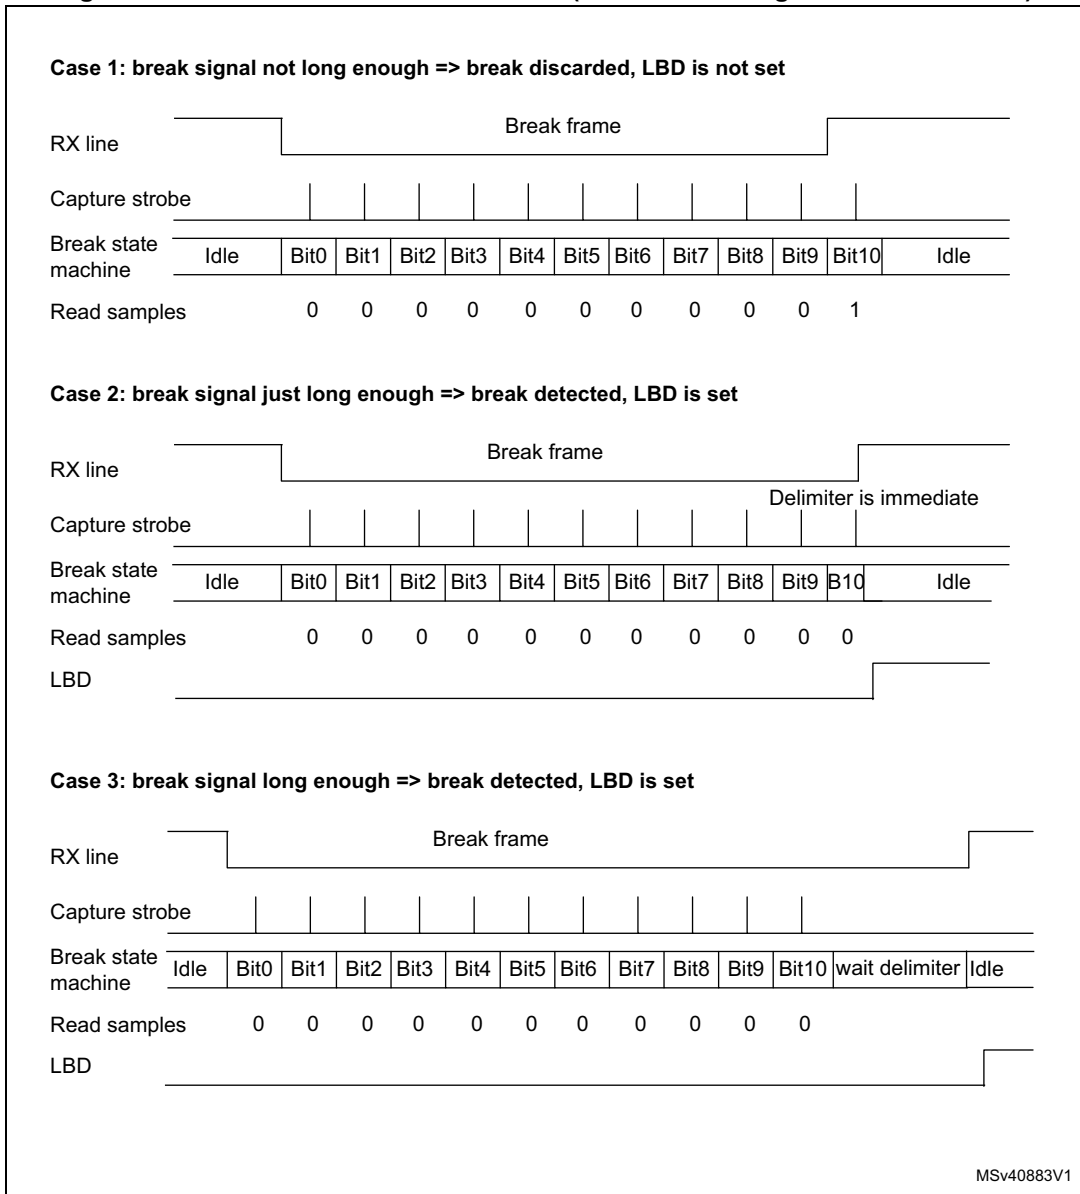 Case 1: break signal not long enough => break discarded, LBD is not set
RX line
Break frame
Capture strobe
Break state machine Idle Bit0 Bit1 Bit2 Bit3 Bit4 Bit5 Bit6 Bit7 Bit8 Bit9 Bit10 Idle
Read samples 0 0 0 0 0 0 0 0 0 0 1
Case 2: break signal just long enough => break detected, LBD is set
RX line
Break frame
Delimiter is immediate
Capture strobe
Break state machine Idle Bit0 Bit1 Bit2 Bit3 Bit4 Bit5 Bit6 Bit7 Bit8 Bit9 B10 Idle
Read samples 0 0 0 0 0 0 0 0 0 0 0
LBD
Case 3: break signal long enough => break detected, LBD is set
RX line
Break frame
Capture strobe
Break state machine Idle Bit0 Bit1 Bit2 Bit3 Bit4 Bit5 Bit6 Bit7 Bit8 Bit9 Bit10 wait delimiter Idle
Read samples 0 0 0 0 0 0 0 0 0 0 0
LBD
MSv40883V1